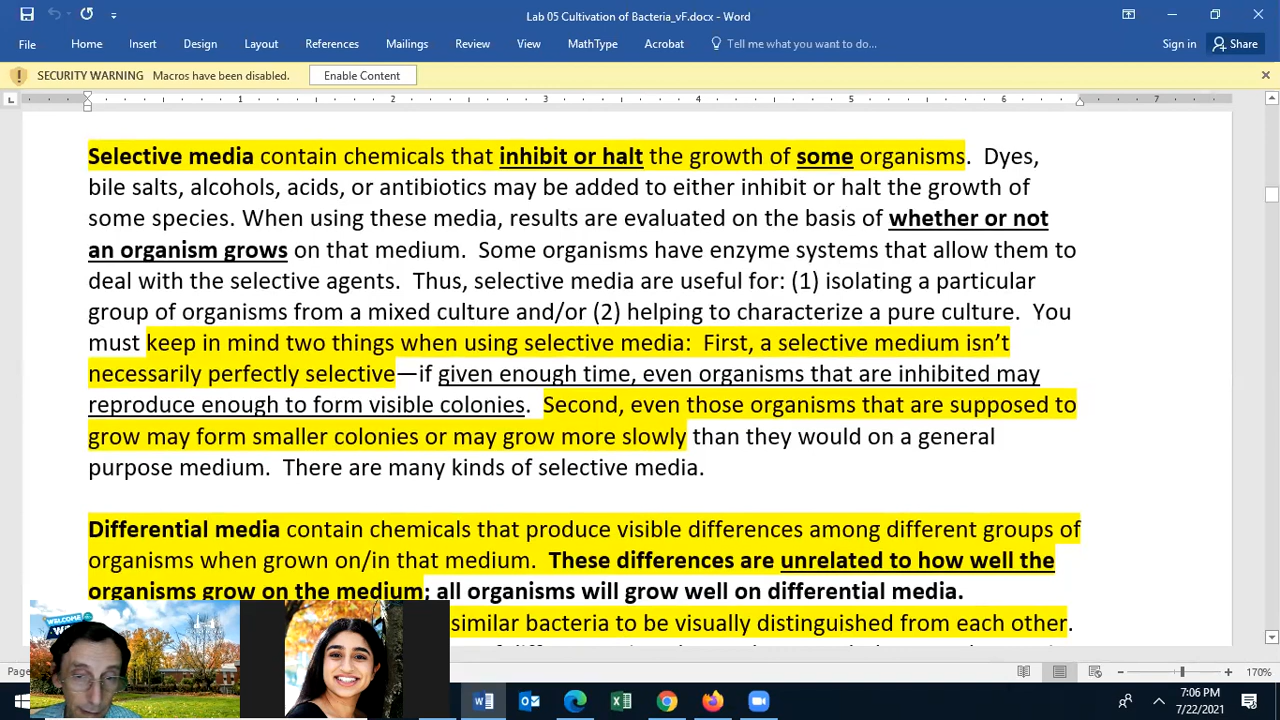 Lab 05 Cultivation of Bacteria_vF.docx - Word
File Home Insert Design Layout References Mailings Review View MathType Acrobat Tell me what you want to do... Sign in Share
SECURITY WARNING Macros have been disabled. Enable Content
1 2 3 4 5 6 7
Selective media contain chemicals that inhibit or halt the growth of some organisms. Dyes,
bile salts, alcohols, acids, or antibiotics may be added to either inhibit or halt the growth of
some species. When using these media, results are evaluated on the basis of whether or not
an organism grows on that medium. Some organisms have enzyme systems that allow them to
deal with the selective agents. Thus, selective media are useful for: (1) isolating a particular
group of organisms from a mixed culture and/or (2) helping to characterize a pure culture. You
must keep in mind two things when using selective media: First, a selective medium isn’t
necessarily perfectly selective—if given enough time, even organisms that are inhibited may
reproduce enough to form visible colonies. Second, even those organisms that are supposed to
grow may form smaller colonies or may grow more slowly than they would on a general
purpose medium. There are many kinds of selective media.
Differential media contain chemicals that produce visible differences among different groups of
organisms when grown on/in that medium. These differences are unrelated to how well the
organisms grow on the medium; all organisms will grow well on differential media.
similar bacteria to be visually distinguished from each other.
WELCOME
Page
170%
7:06 PM
7/22/2021